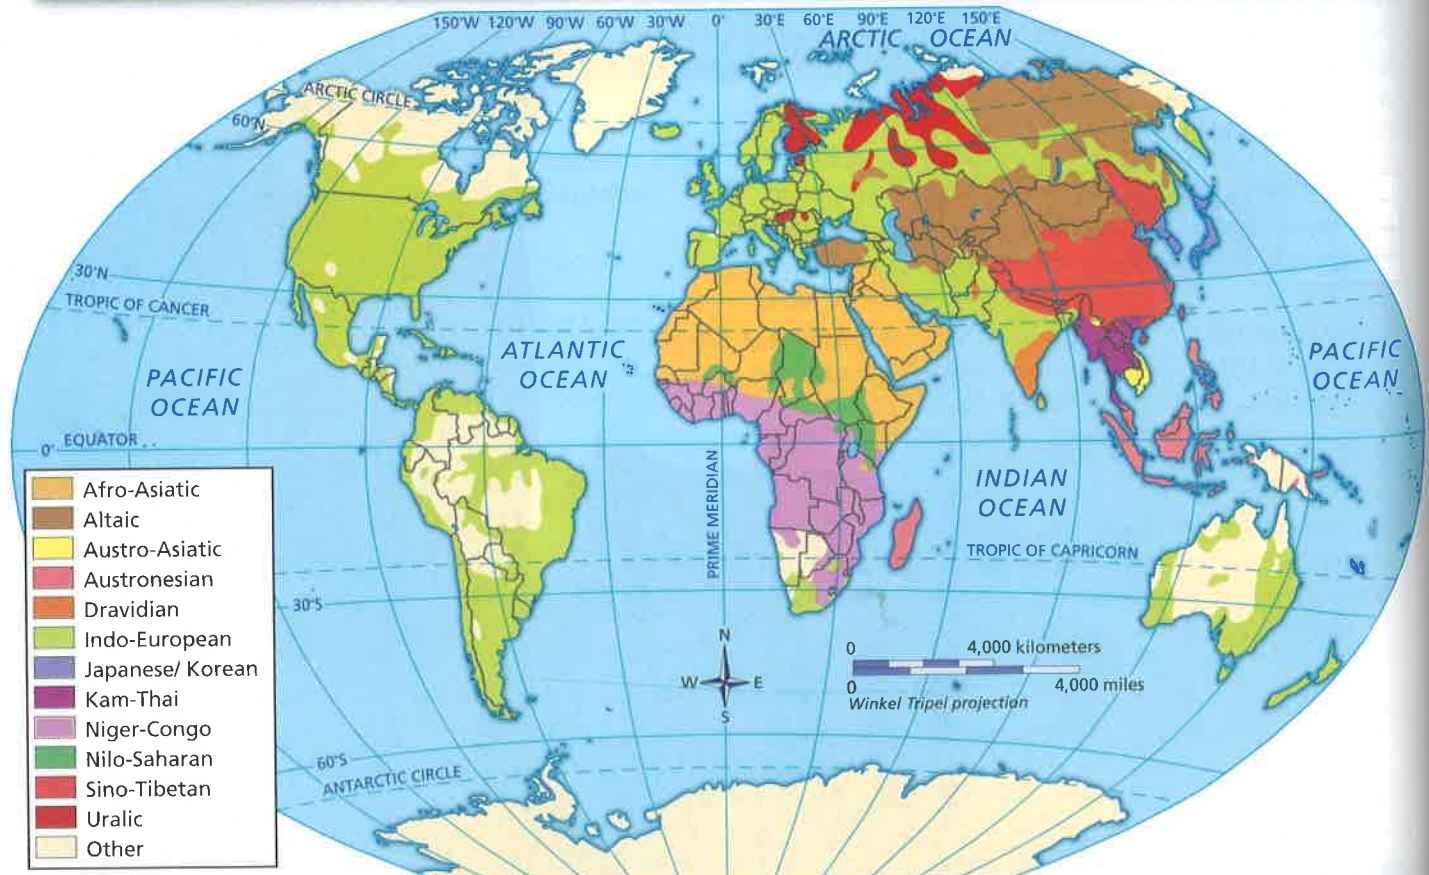 150°W 120°W 90°W 60°W 30°W 0° 30°E 60°E 90°E 120°E 150°E
ARCTIC OCEAN
ARCTIC CIRCLE
60°N
30°N
TROPIC OF CANCER
ATLANTIC
OCEAN
PACIFIC
OCEAN
PACIFIC
OCEAN
0° EQUATOR
PRIME MERIDIAN
INDIAN
OCEAN
TROPIC OF CAPRICORN
30°S
Afro-Asiatic
Altaic
Austro-Asiatic
Austronesian
Dravidian
Indo-European
Japanese/ Korean
Kam-Thai
Niger-Congo
Nilo-Saharan
Sino-Tibetan
Uralic
Other
N
W E
S
0 4,000 kilometers
0 4,000 miles
Winkel Tripel projection
60°S
ANTARCTIC CIRCLE